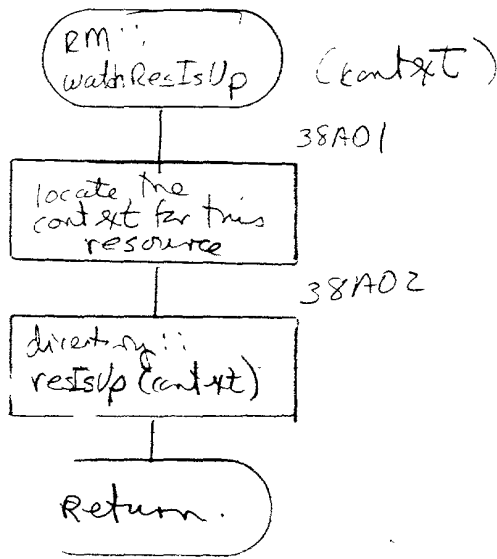 RM::
watchResIsUp
(context)
38A01
locate the
context for this
resource
38A02
directory::
resIsUp (context)
Return.